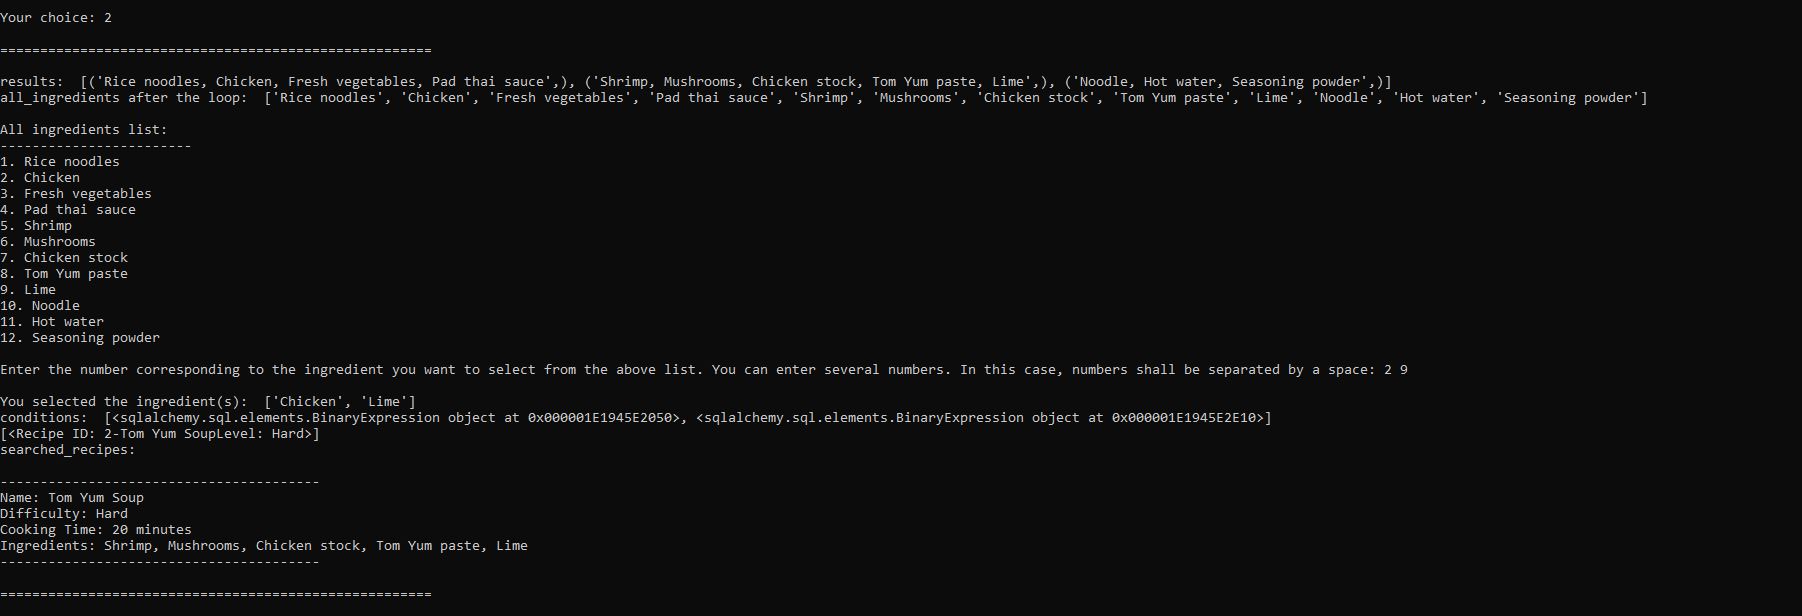 Your choice: 2
======================================================
results:  [('Rice noodles, Chicken, Fresh vegetables, Pad thai sauce',), ('Shrimp, Mushrooms, Chicken stock, Tom Yum paste, Lime',), ('Noodle, Hot water, Seasoning powder',)]
all_ingredients after the loop:  ['Rice noodles', 'Chicken', 'Fresh vegetables', 'Pad thai sauce', 'Shrimp', 'Mushrooms', 'Chicken stock', 'Tom Yum paste', 'Lime', 'Noodle', 'Hot water', 'Seasoning powder']
All ingredients list:
------------------------
1. Rice noodles
2. Chicken
3. Fresh vegetables
4. Pad thai sauce
5. Shrimp
6. Mushrooms
7. Chicken stock
8. Tom Yum paste
9. Lime
10. Noodle
11. Hot water
12. Seasoning powder
Enter the number corresponding to the ingredient you want to select from the above list. You can enter several numbers. In this case, numbers shall be separated by a space: 2 9
You selected the ingredient(s):  ['Chicken', 'Lime']
conditions:  [<sqlalchemy.sql.elements.BinaryExpression object at 0x000001E1945E2050>, <sqlalchemy.sql.elements.BinaryExpression object at 0x000001E1945E2E10>]
[<Recipe ID: 2-Tom Yum SoupLevel: Hard>]
searched_recipes:
----------------------------------------
Name: Tom Yum Soup
Difficulty: Hard
Cooking Time: 20 minutes
Ingredients: Shrimp, Mushrooms, Chicken stock, Tom Yum paste, Lime
----------------------------------------
======================================================